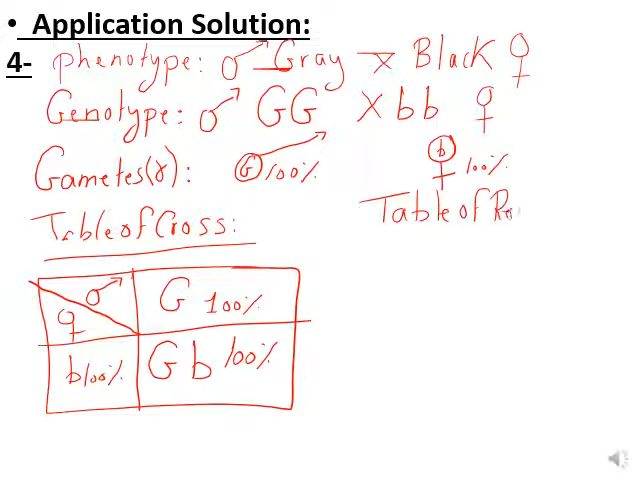 • Application Solution:
4- Phenotype: ♂ Gray X Black ♀
Genotype: ♂ GG X bb ♀
Gametes(γ): G 100% b 100%
Table of Cross: Table of
♂ G 100%
♀
b 100% Gb 100%